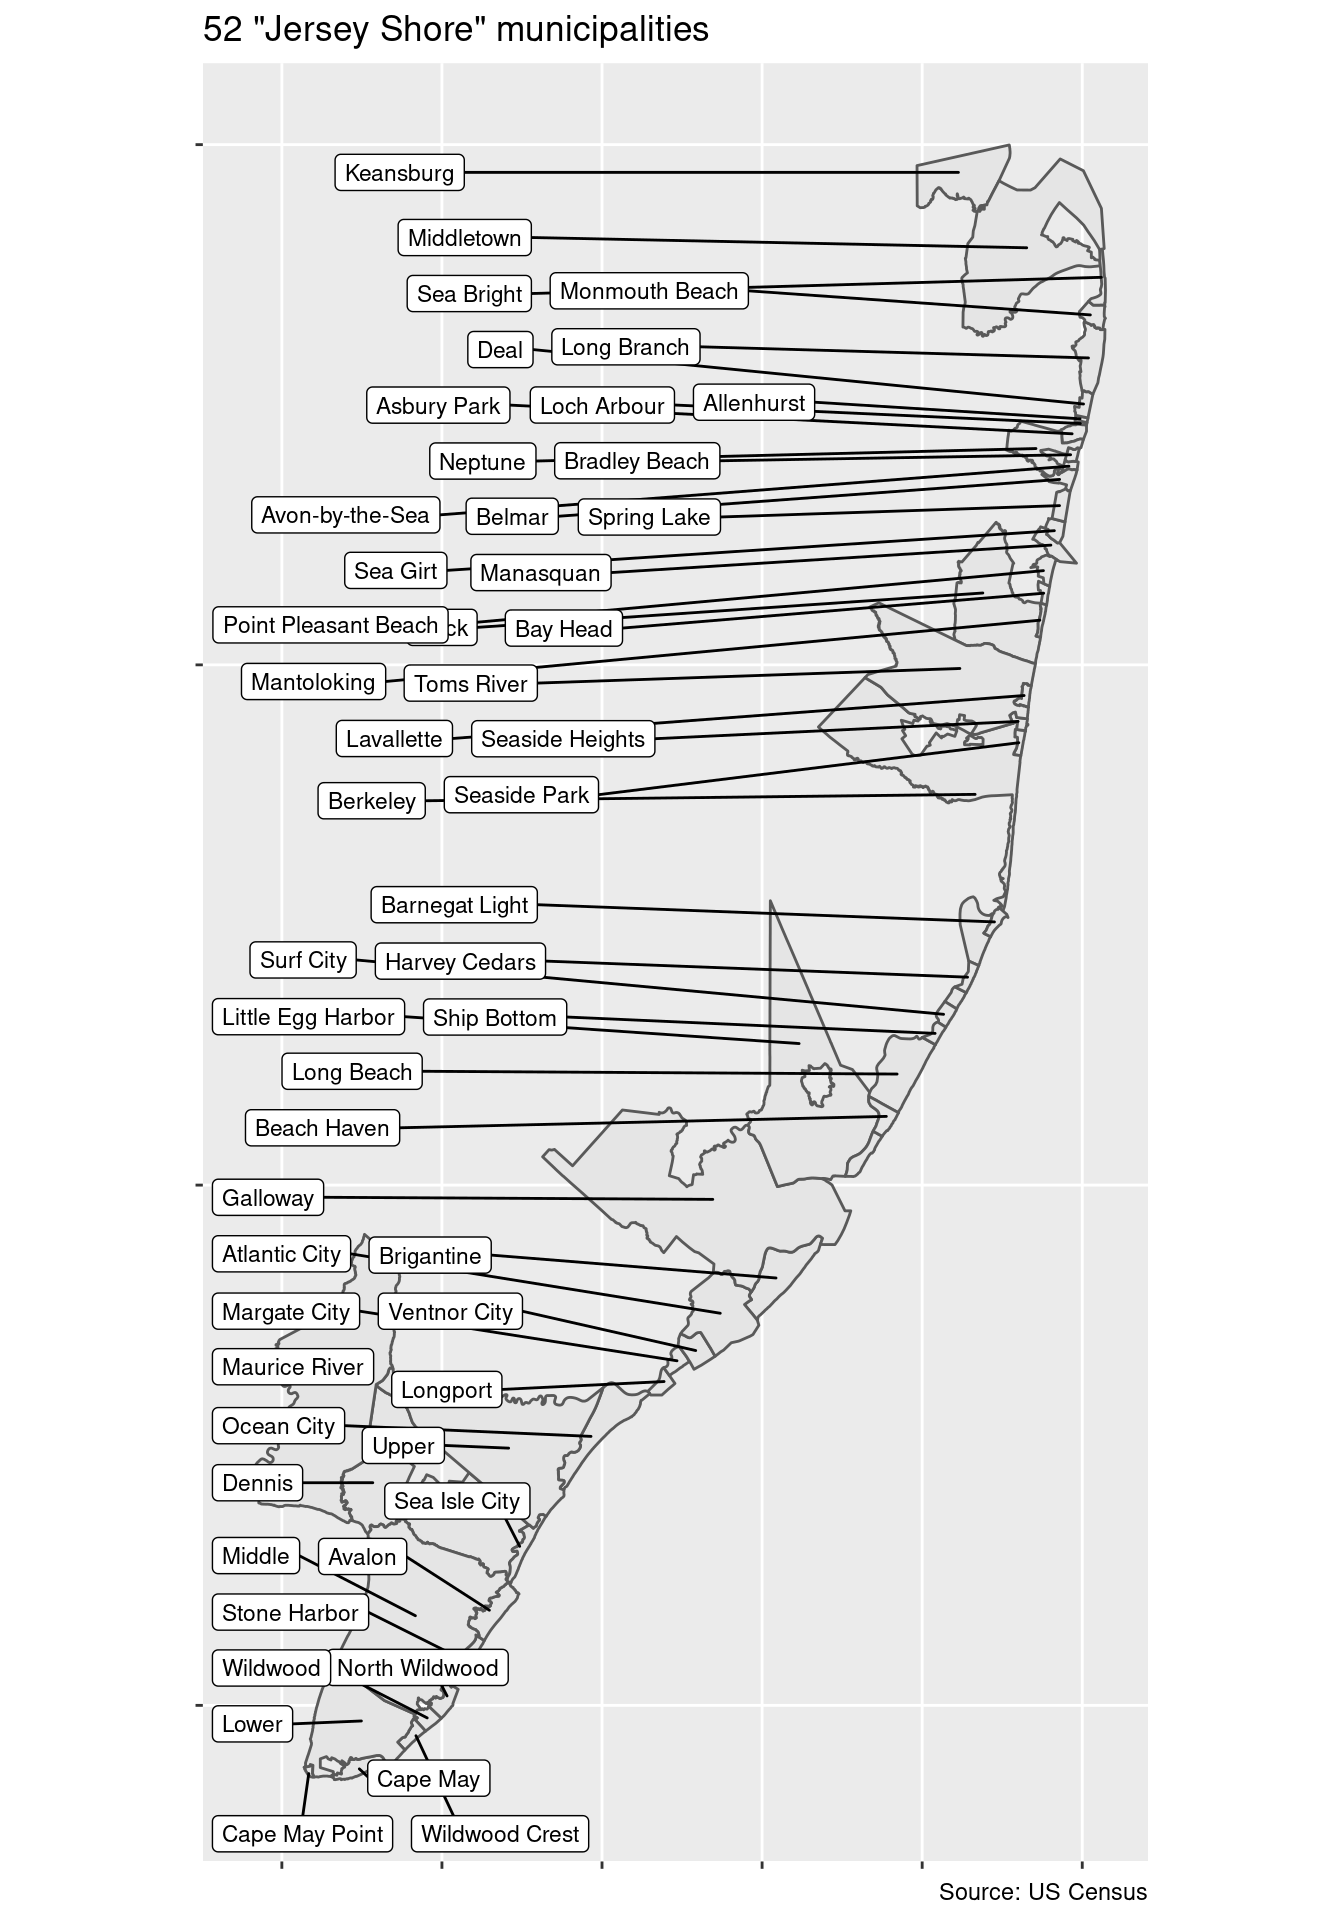 52 "Jersey Shore" municipalities
Keansburg
Middletown
Sea Bright Monmouth Beach
Deal Long Branch
Asbury Park Loch Arbour Allenhurst
Neptune Bradley Beach
Avon-by-the-Sea Belmar Spring Lake
Sea Girt Manasquan
Point Pleasant Beach ck Bay Head
Mantoloking Toms River
Lavallette Seaside Heights
Berkeley Seaside Park
Barnegat Light
Surf City Harvey Cedars
Little Egg Harbor Ship Bottom
Long Beach
Beach Haven
Galloway
Atlantic City Brigantine
Margate City Ventnor City
Maurice River
Longport
Ocean City
Upper
Dennis
Sea Isle City
Middle Avalon
Stone Harbor
Wildwood North Wildwood
Lower
Cape May
Cape May Point Wildwood Crest
Source: US Census